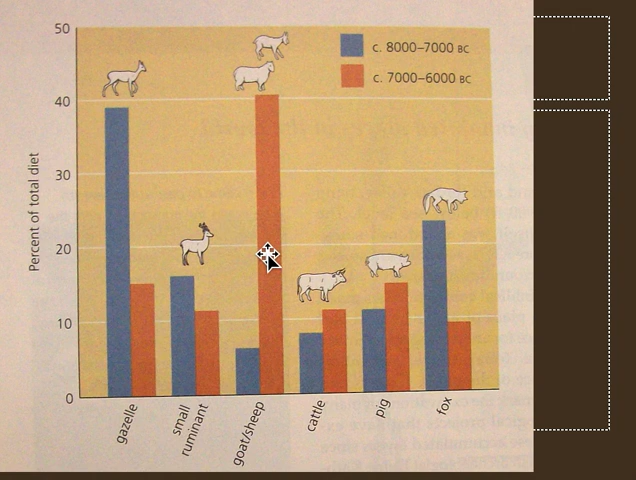 50
40
30
20
10
0
Percent of total diet
c. 8000–7000 BC
c. 7000–6000 BC
gazelle
small
ruminant
goat/sheep
cattle
pig
fox